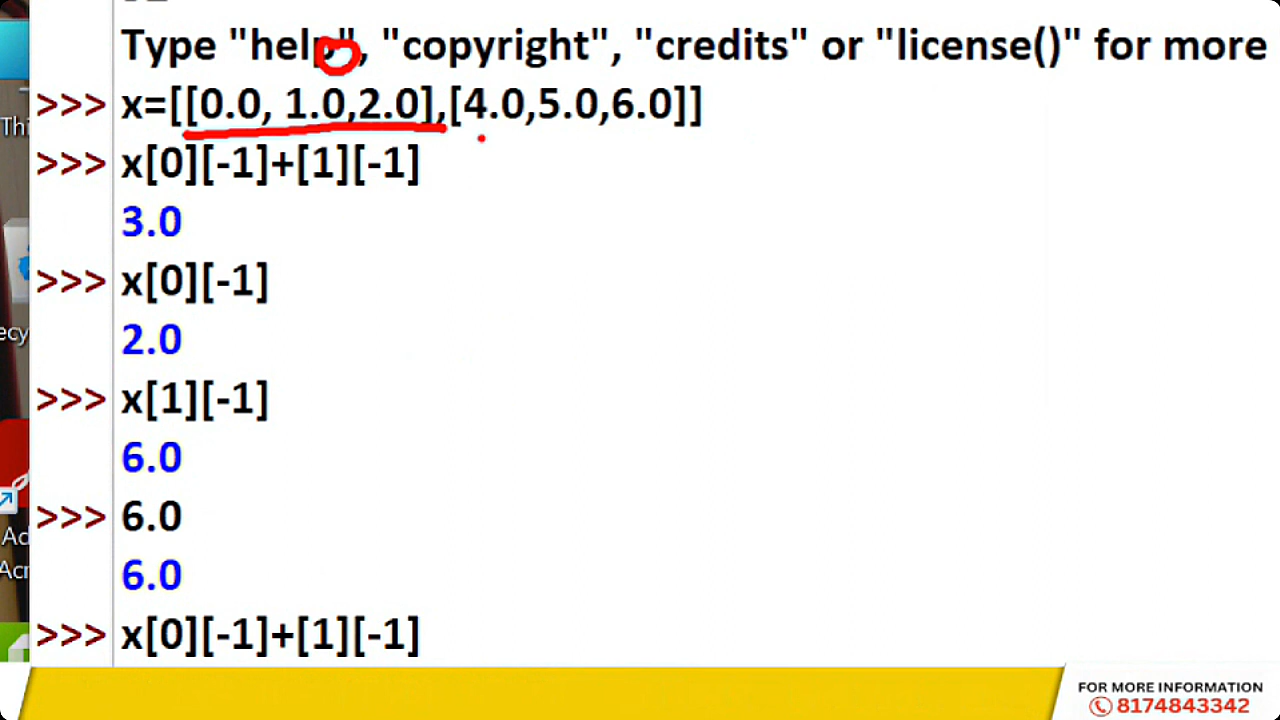 Type "help", "copyright", "credits" or "license()" for more
>>> x=[[0.0, 1.0,2.0],[4.0,5.0,6.0]]
>>> x[0][-1]+[1][-1]
3.0
>>> x[0][-1]
2.0
>>> x[1][-1]
6.0
>>> 6.0
6.0
>>> x[0][-1]+[1][-1]
FOR MORE INFORMATION
8174843342